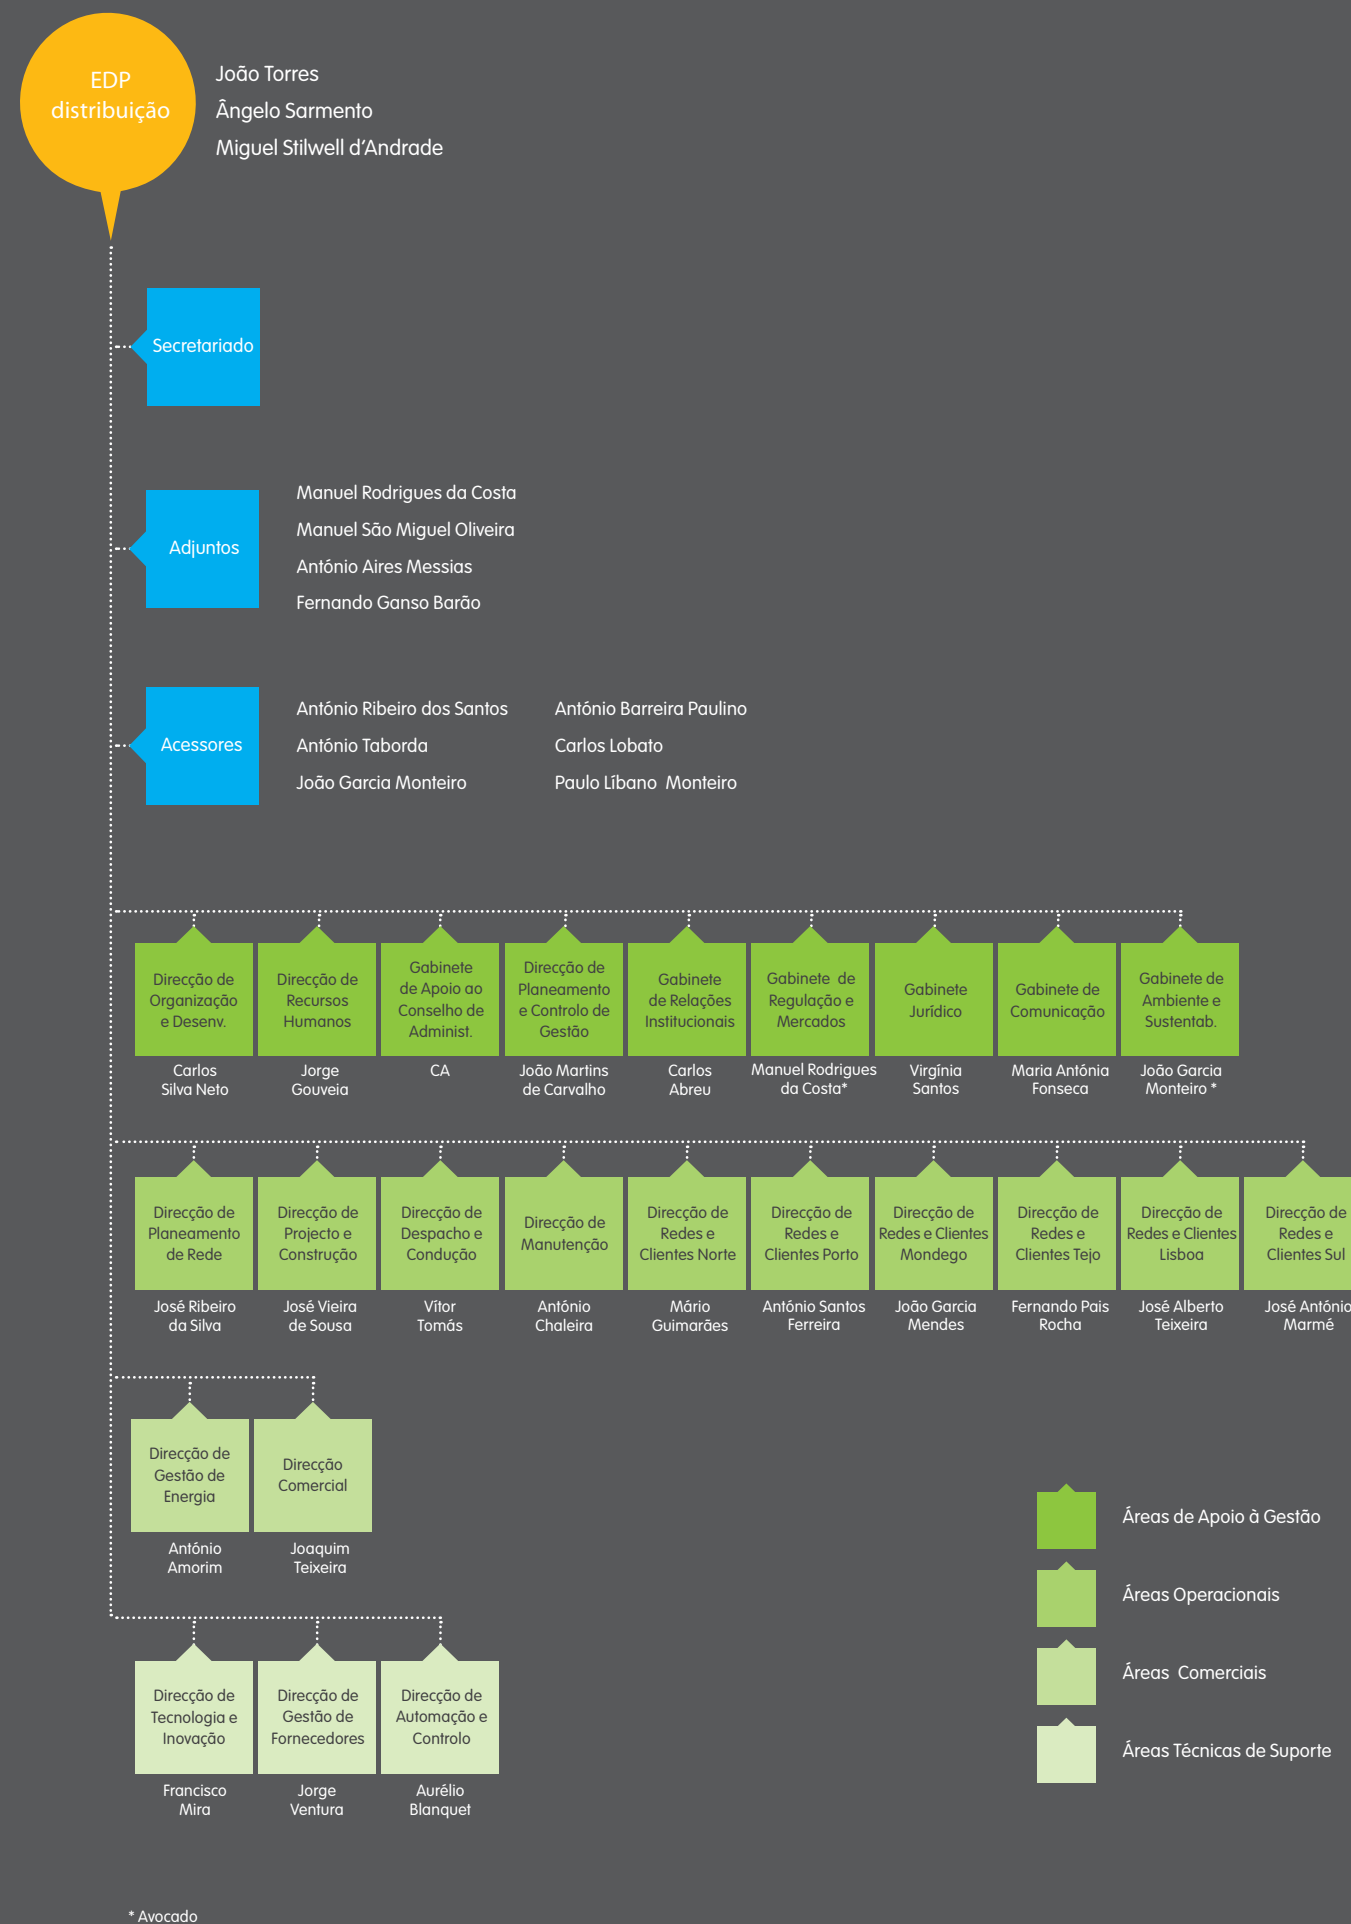 EDP
distribuição
João Torres
Ângelo Sarmento
Miguel Stilwell d’Andrade
Secretariado
Adjuntos
Manuel Rodrigues da Costa
Manuel São Miguel Oliveira
António Aires Messias
Fernando Ganso Barão
Acessores
António Ribeiro dos Santos
António Taborda
João Garcia Monteiro
António Barreira Paulino
Carlos Lobato
Paulo Líbano  Monteiro
Direcção de
Organização
e Desenv.
Carlos
Silva Neto
Direcção de
Recursos
Humanos
Jorge
Gouveia
Gabinete
de Apoio ao
Conselho de
Administ.
CA
Direcção de
Planeamento
e Controlo de
Gestão
João Martins
de Carvalho
Gabinete
de Relações
Institucionais
Carlos
Abreu
Gabinete  de
Regulação e
Mercados
Manuel Rodrigues
da Costa*
Gabinete
Jurídico
Virgínia
Santos
Gabinete de
Comunicação
Maria Antónia
Fonseca
Gabinete de
Ambiente e
Sustentab.
João Garcia
Monteiro *
Direcção de
Planeamento
de Rede
José Ribeiro
da Silva
Direcção de
Projecto e
Construção
José Vieira
de Sousa
Direcção de
Despacho e
Condução
Vítor
Tomás
Direcção de
Manutenção
António
Chaleira
Direcção de
Redes e
Clientes Norte
Mário
Guimarães
Direcção de
Redes e
Clientes Porto
António Santos
Ferreira
Direcção de
Redes e Clientes
Mondego
João Garcia
Mendes
Direcção de
Redes e
Clientes Tejo
Fernando Pais
Rocha
Direcção de
Redes e Clientes
Lisboa
José Alberto
Teixeira
Direcção de
Redes e
Clientes Sul
José António
Marmé
Direcção de
Gestão de
Energia
António
Amorim
Direcção
Comercial
Joaquim
Teixeira
Direcção de
Tecnologia e
Inovação
Francisco
Mira
Direcção de
Gestão de
Fornecedores
Jorge
Ventura
Direcção de
Automação e
Controlo
Aurélio
Blanquet
Áreas de Apoio à Gestão
Áreas Operacionais
Áreas  Comerciais
Áreas Técnicas de Suporte
* Avocado